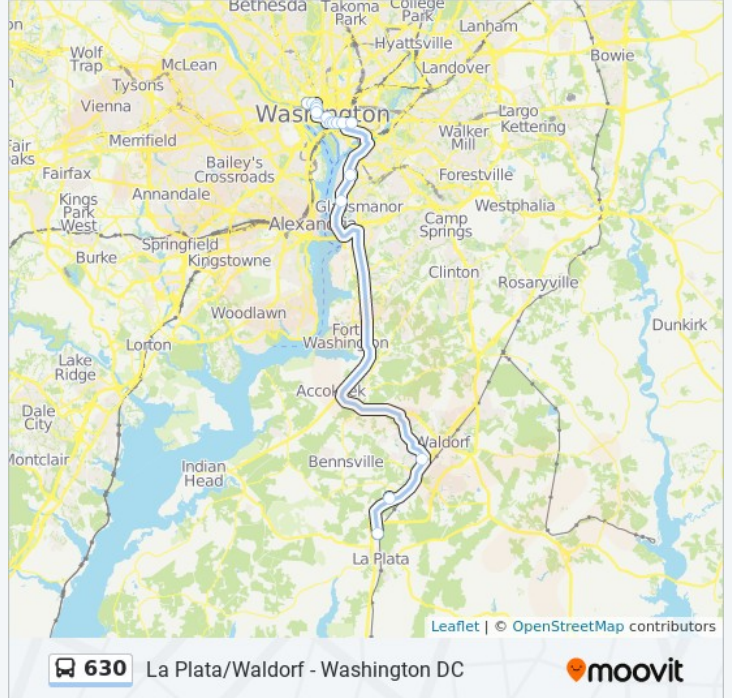 Bethesda
Takoma
Park
College
Park
on
Wolf
Trap
McLean
Hyattsville
Lanham
Bowie
Tysons
Landover
Vienna
Washington
Largo
Kettering
Merrifield
Walker
Mill
Fair
aks
Fairfax
Bailey's
Crossroads
Forestville
Kings
Park
West
Annandale
Glassmanor
Westphalia
Alexandria
Camp
Springs
Springfield
Burke
Kingstowne
Clinton
Rosaryville
Woodlawn
Fort
Washington
Dunkirk
Lorton
Lake
Ridge
Accokeek
Dale
City
Waldorf
Montclair
Indian
Head
Bennsville
La Plata
Leaflet | © OpenStreetMap contributors
630 La Plata/Waldorf - Washington DC
moovit